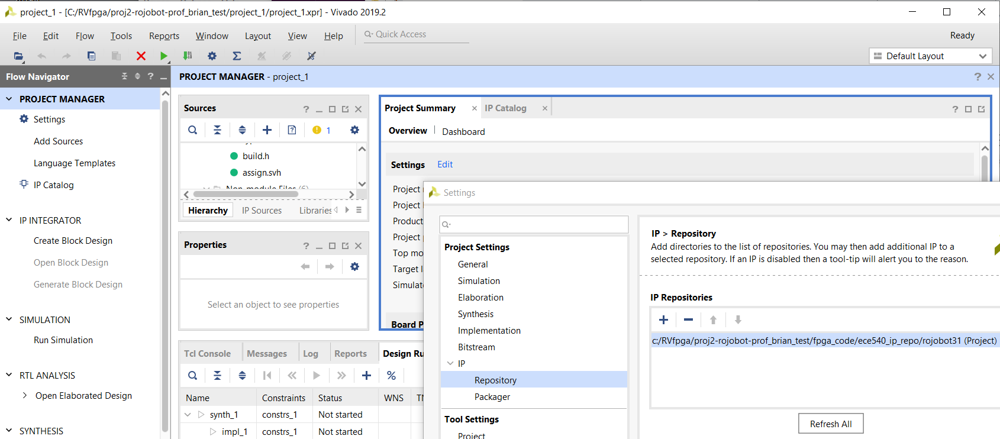 project_1 - [C:/RVfpga/proj2-rojobot-prof_brian_test/project_1/project_1.xpr] - Vivado 2019.2
File Edit Flow Tools Reports Window Layout View Help Quick Access Ready
Default Layout
Flow Navigator
PROJECT MANAGER
Settings
Add Sources
Language Templates
IP Catalog
IP INTEGRATOR
Create Block Design
Open Block Design
Generate Block Design
SIMULATION
Run Simulation
RTL ANALYSIS
Open Elaborated Design
SYNTHESIS
PROJECT MANAGER - project_1
Sources
1
build.h
assign.svh
Non-module Files (6)
Hierarchy IP Sources Libraries
Properties
Select an object to see properties
Project Summary IP Catalog
Overview Dashboard
Settings Edit
Project
Project
Product
Project
Top mo
Target
Simulat
Board P
Tcl Console Messages Log Reports Design Ru
%
Name Constraints Status WNS
synth_1 constrs_1 Not started
impl_1 constrs_1 Not started
Settings
Project Settings
General
Simulation
Elaboration
Synthesis
Implementation
Bitstream
IP
Repository
Packager
Tool Settings
Project
IP > Repository
Add directories to the list of repositories. You may then add additional IP to a
selected repository. If an IP is disabled then a tool-tip will alert you to the reason.
IP Repositories
c:/RVfpga/proj2-rojobot-prof_brian_test/fpga_code/ece540_ip_repo/rojobot31 (Project)
Refresh All